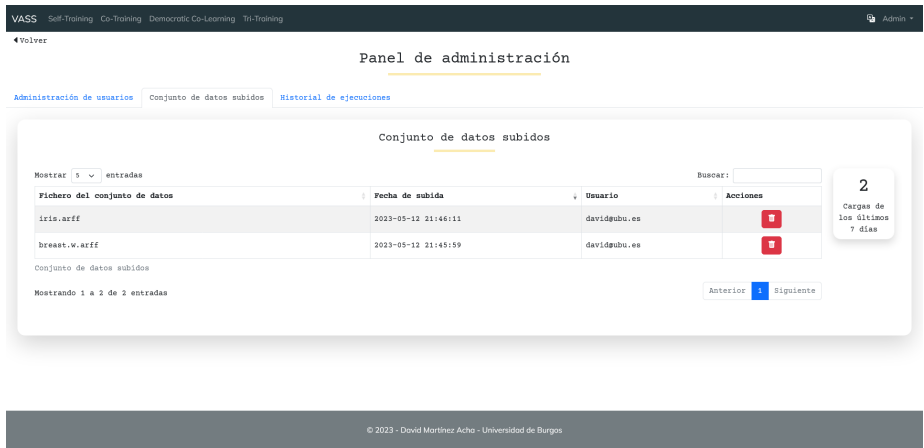 VASS Self-Training Co-Training Democratic Co-Learning Tri-Training Admin
Volver
Panel de administración
Administración de usuarios Conjunto de datos subidos Historial de ejecuciones
Conjunto de datos subidos
Mostrar 5 entradas Buscar:
Fichero del conjunto de datos Fecha de subida Usuario Acciones
iris.arff 2023-05-12 21:46:11 david@ubu.es
breast.w.arff 2023-05-12 21:45:59 david@ubu.es
Conjunto de datos subidos
Mostrando 1 a 2 de 2 entradas
Anterior 1 Siguiente
2
Cargas de
los últimos
7 días
© 2023 - David Martínez Acha - Universidad de Burgos